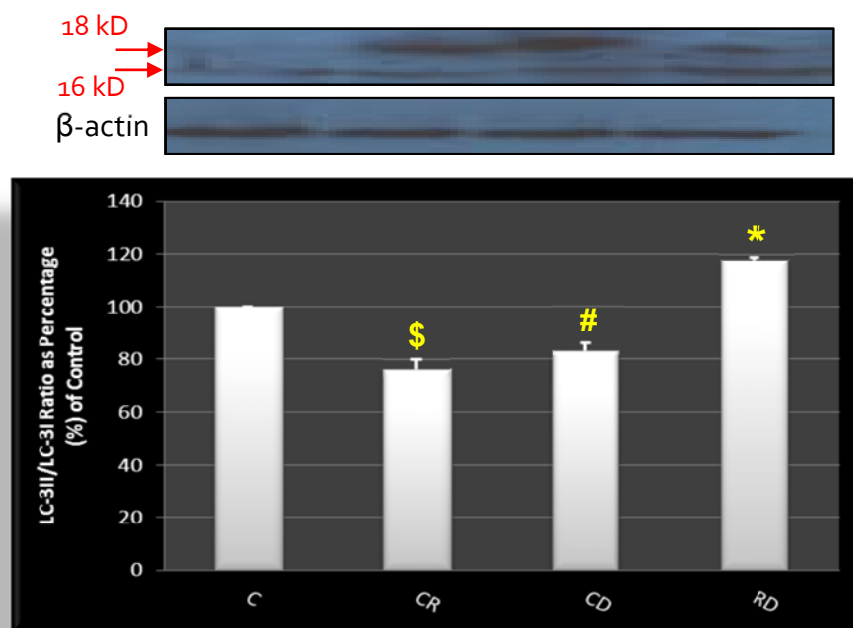 18 kD
16 kD
β-actin
LC-3II/LC-3I Ratio as Percentage
(%) of Control
140
120
100
80
60
40
20
0
$
#
*
C
CR
CD
RD